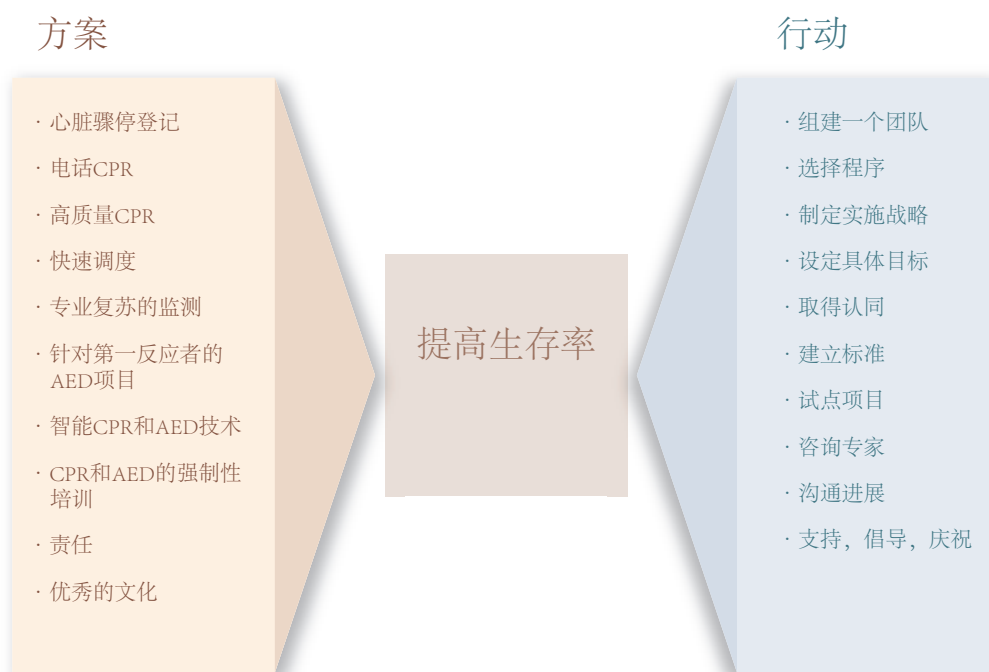 方案
· 心脏骤停登记
· 电话CPR
· 高质量CPR
· 快速调度
· 专业复苏的监测
· 针对第一反应者的
AED项目
· 智能CPR和AED技术
· CPR和AED的强制性
培训
· 责任
· 优秀的文化
提高生存率
行动
· 组建一个团队
· 选择程序
· 制定实施战略
· 设定具体目标
· 取得认同
· 建立标准
· 试点项目
· 咨询专家
· 沟通进展
· 支持，倡导，庆祝